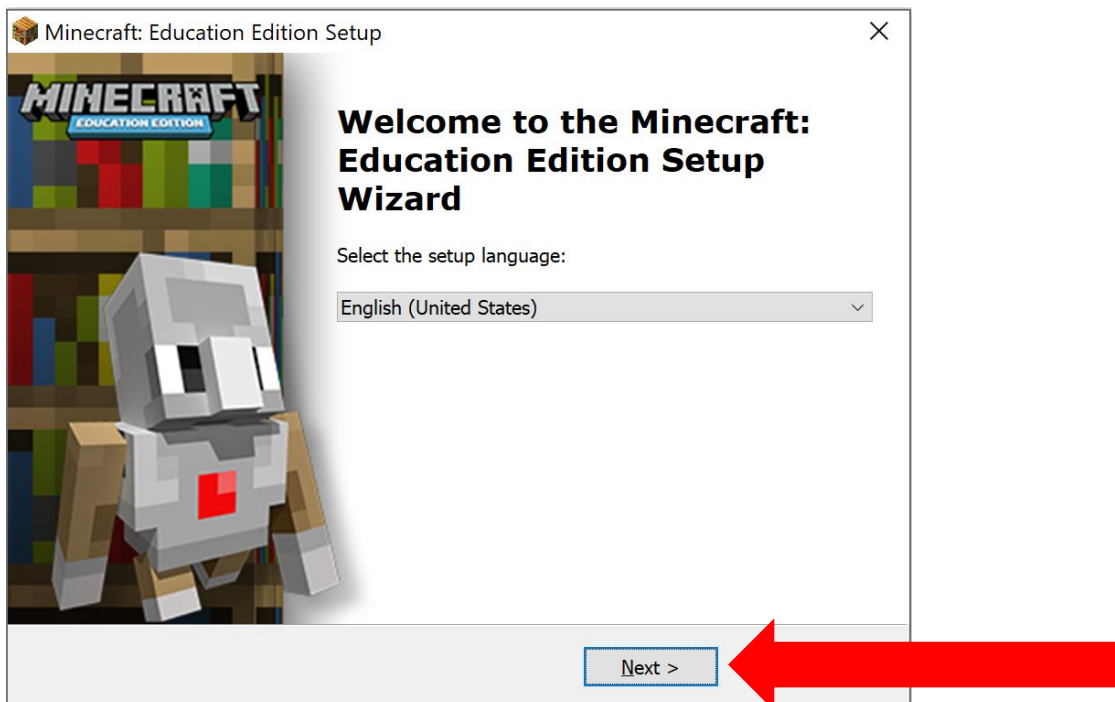 Minecraft: Education Edition Setup
MINECRAFT
EDUCATION EDITION
Welcome to the Minecraft:
Education Edition Setup
Wizard
Select the setup language:
English (United States)
Next >